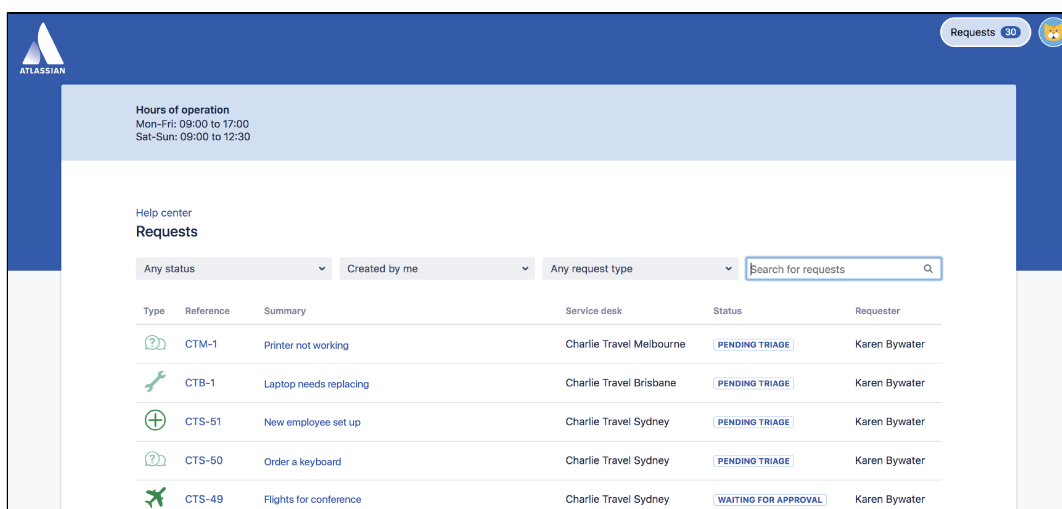 Requests 30
ATLASSIAN
Hours of operation
Mon-Fri: 09:00 to 17:00
Sat-Sun: 09:00 to 12:30
Help center
Requests
Any status Created by me Any request type Search for requests
Type Reference Summary Service desk Status Requester
CTM-1 Printer not working Charlie Travel Melbourne PENDING TRIAGE Karen Bywater
CTB-1 Laptop needs replacing Charlie Travel Brisbane PENDING TRIAGE Karen Bywater
CTS-51 New employee set up Charlie Travel Sydney PENDING TRIAGE Karen Bywater
CTS-50 Order a keyboard Charlie Travel Sydney PENDING TRIAGE Karen Bywater
CTS-49 Flights for conference Charlie Travel Sydney WAITING FOR APPROVAL Karen Bywater